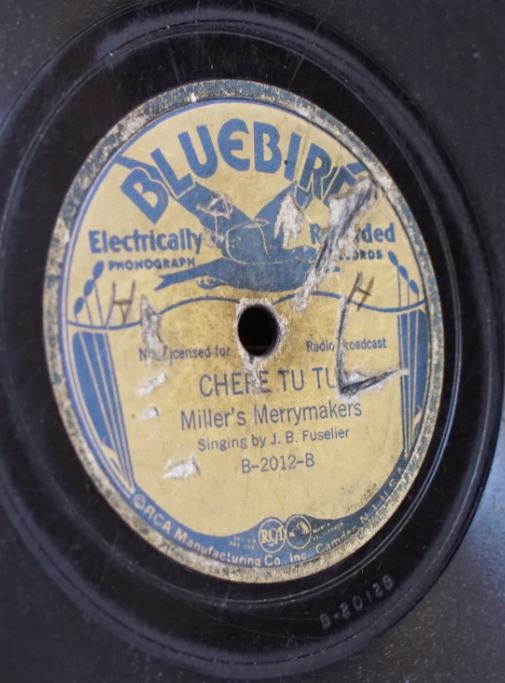 BLUEBIRD
Electrically Recorded
PHONOGRAPH RECORDS
H H
Not Licensed for Radio Broadcast
CHERE TU TU
Miller's Merrymakers
Singing by J. B. Fuselier
B-2012-B
RCA
©RCA Manufacturing Co. Inc. Camden, N.J. U.S.A.
B-2012B